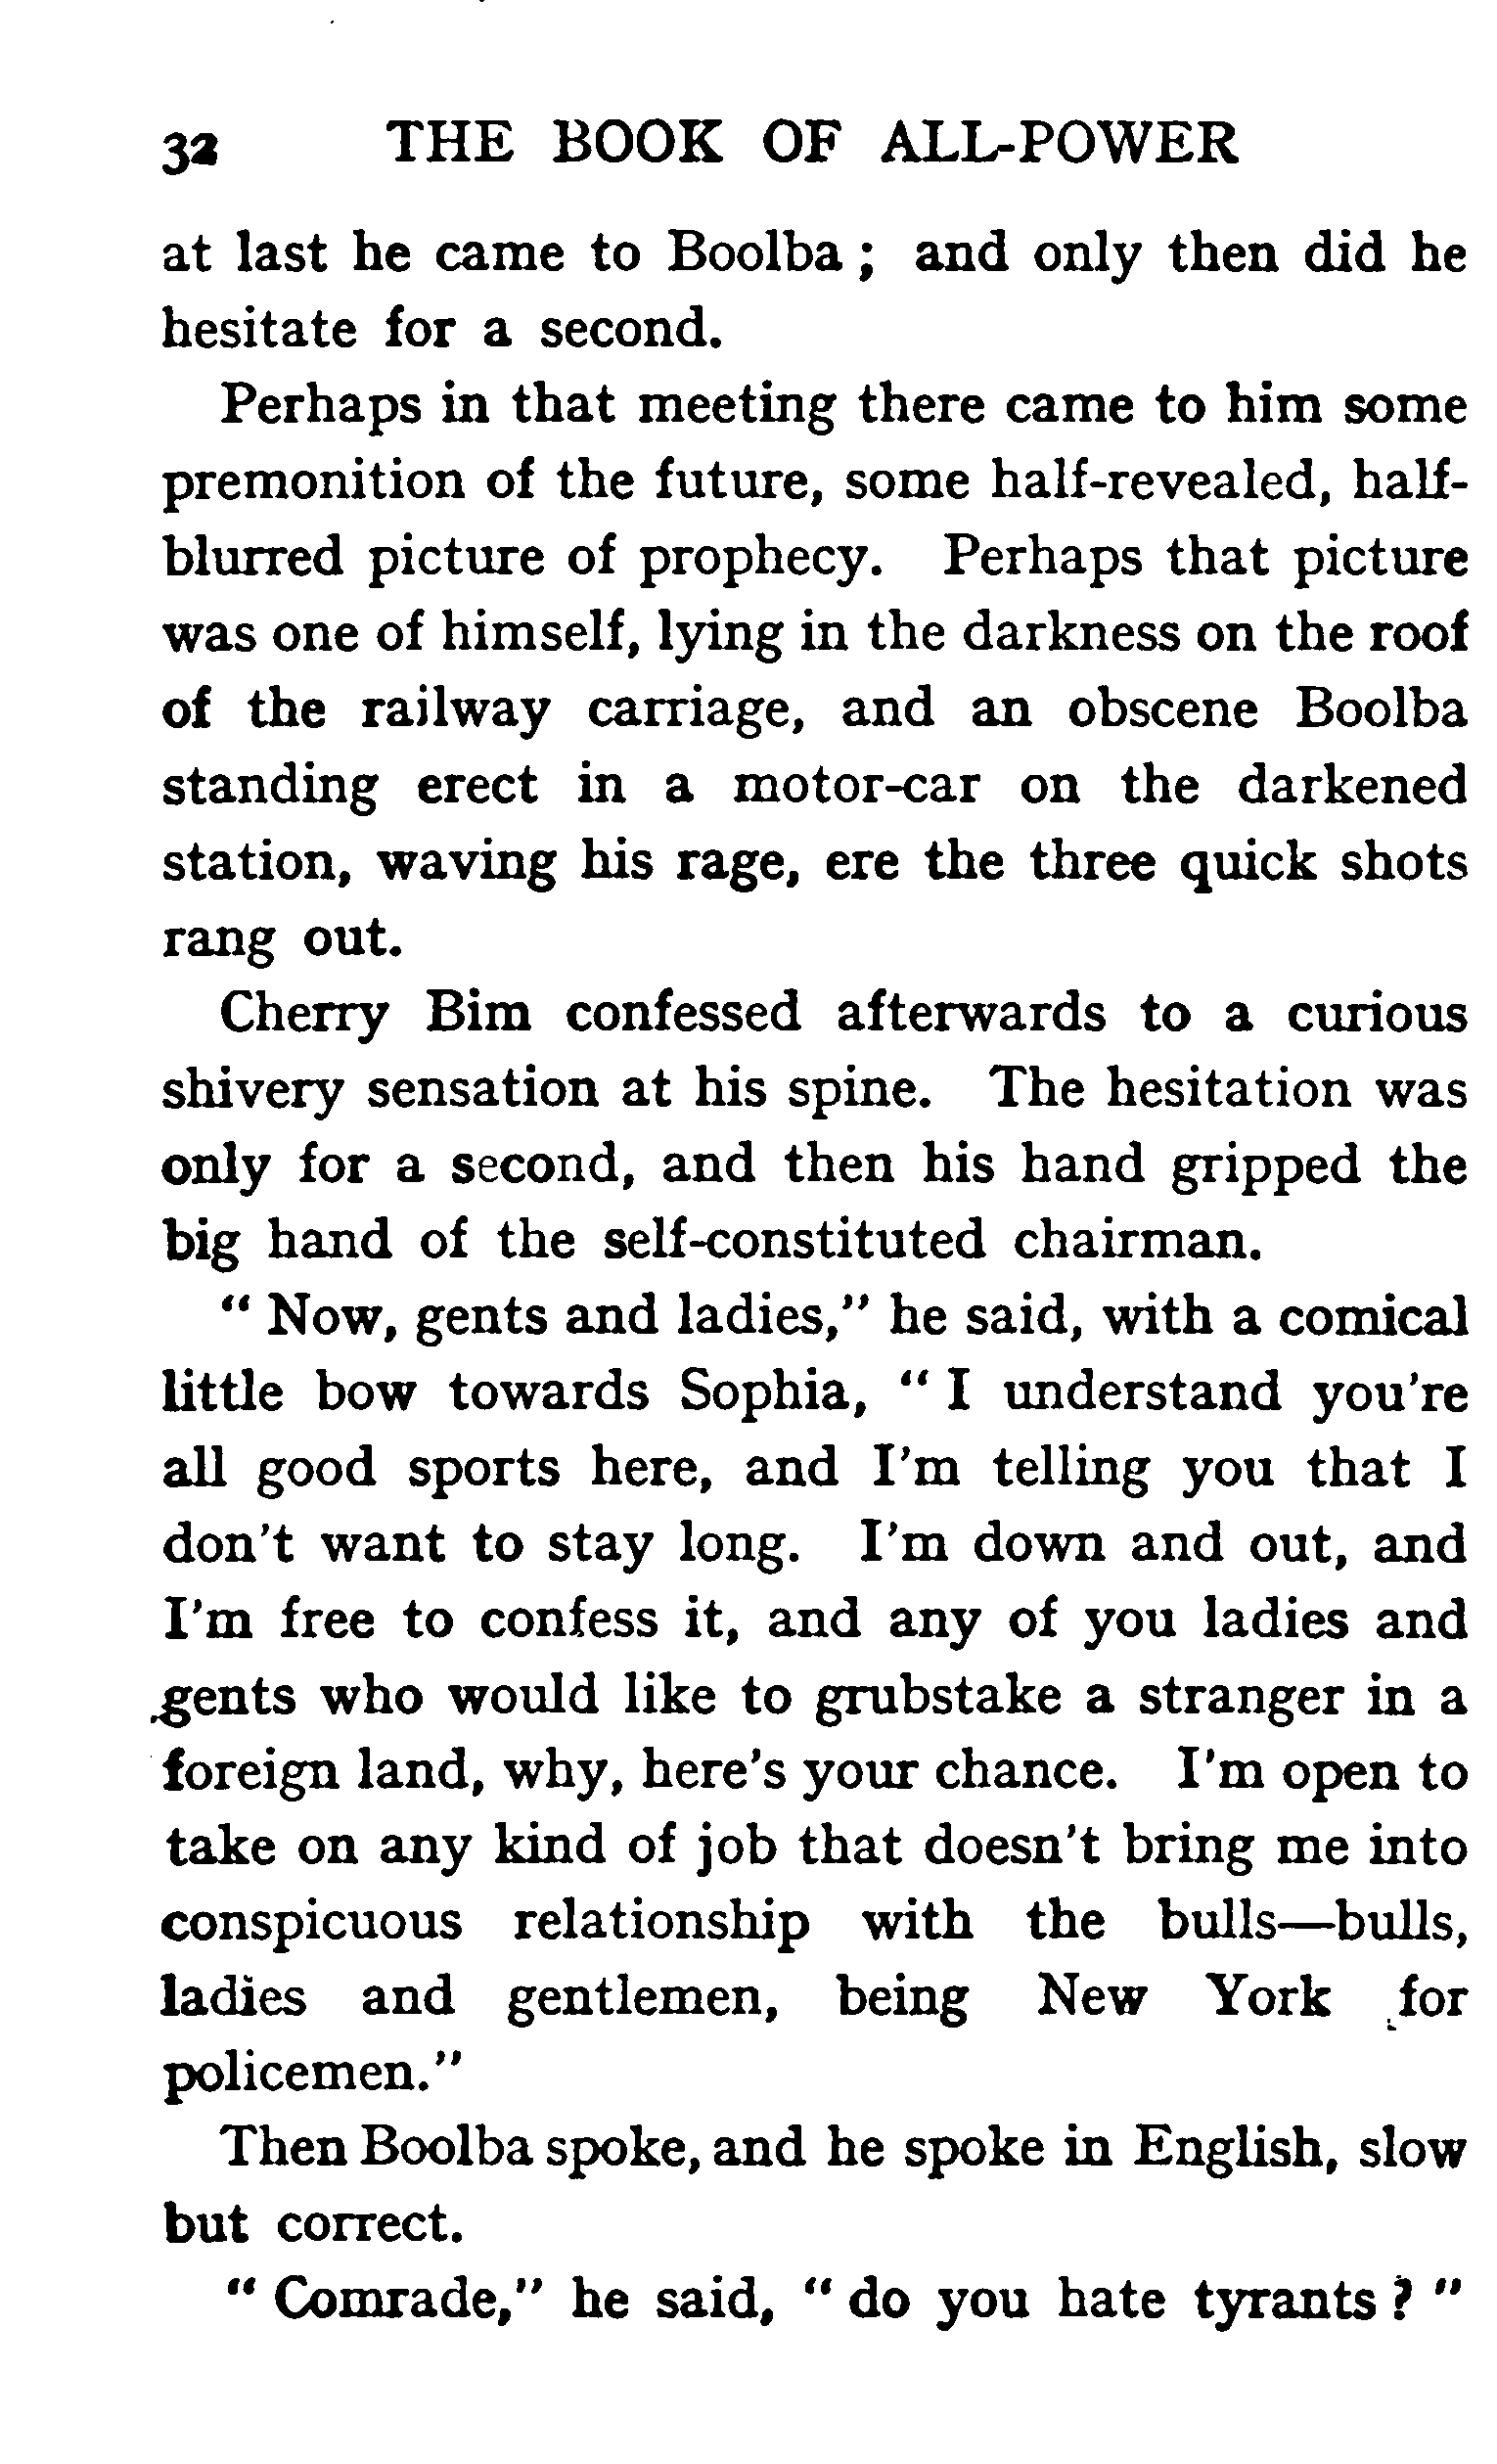 32 THE BOOK OF ALL-POWER
at last he came to Boolba ; and only then did he
hesitate for a second.
Perhaps in that meeting there came to him some
premonition of the future, some half-revealed, half-
blurred picture of prophecy. Perhaps that picture
was one of himself, lying in the darkness on the roof
of the railway carriage, and an obscene Boolba
standing erect in a motor-car on the darkened
station, waving his rage, ere the three quick shots
rang out.
Cherry Bim confessed afterwards to a curious
shivery sensation at his spine. The hesitation was
only for a second, and then his hand gripped the
big hand of the self-constituted chairman.
" Now, gents and ladies," he said, with a comical
little bow towards Sophia, " I understand you're
all good sports here, and I'm telling you that I
don't want to stay long. I'm down and out, and
I'm free to confess it, and any of you ladies and
gents who would like to grubstake a stranger in a
foreign land, why, here's your chance. I'm open to
take on any kind of job that doesn't bring me into
conspicuous relationship with the bulls—bulls,
ladies and gentlemen, being New York for
policemen."
Then Boolba spoke, and he spoke in English, slow
but correct.
" Comrade," he said, " do you hate tyrants ? "